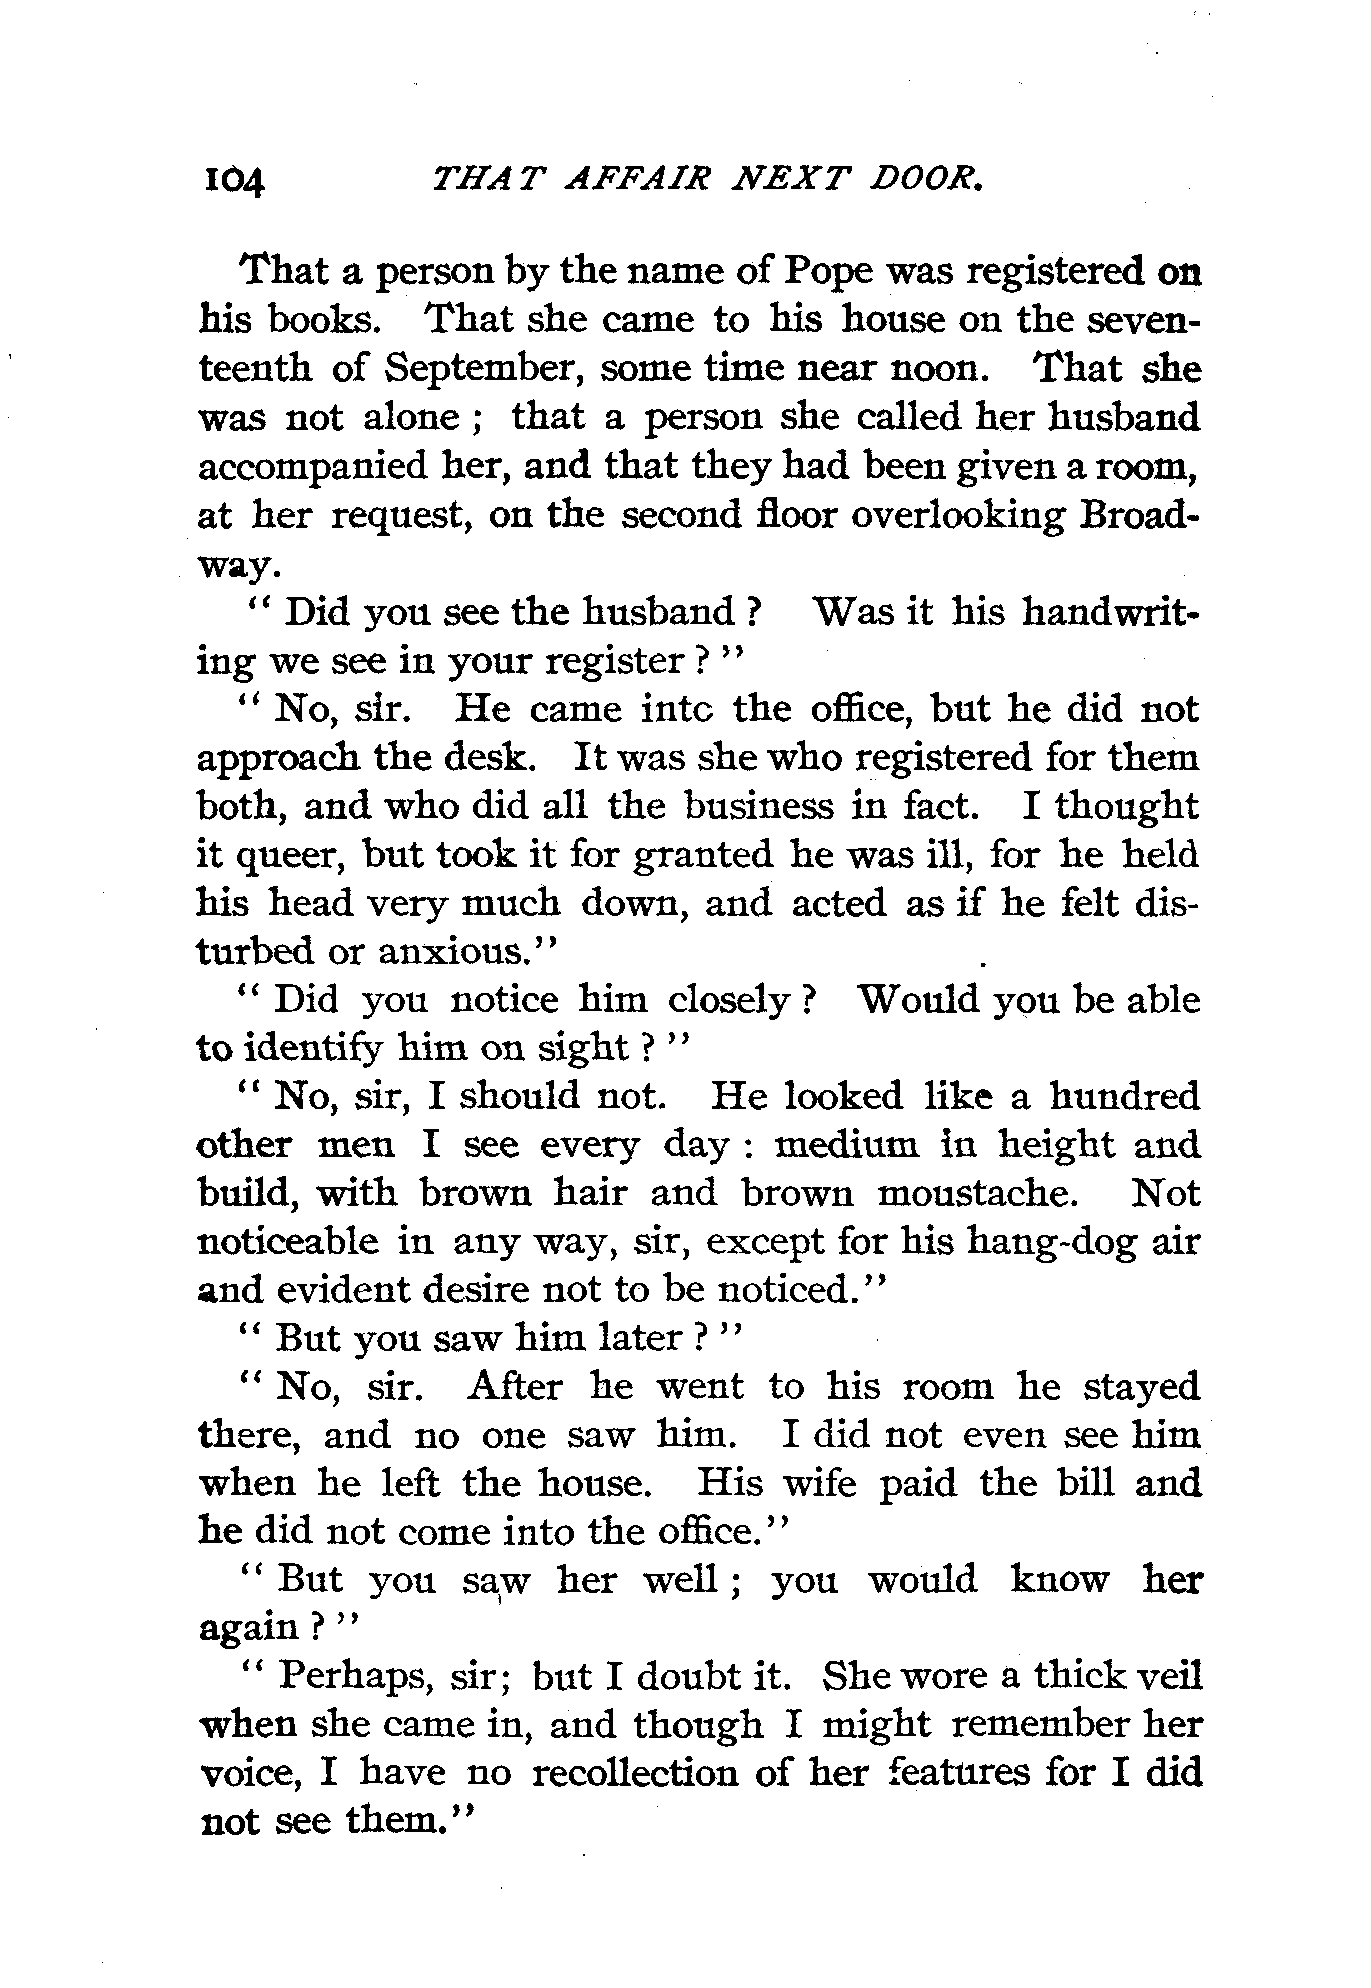 104 THAT AFFAIR NEXT DOOR.
That a person by the name of Pope was registered on
his books. That she came to his house on the seven-
teenth of September, some time near noon. That she
was not alone ; that a person she called her husband
accompanied her, and that they had been given a room,
at her request, on the second floor overlooking Broad-
way.
" Did you see the husband ? Was it his handwrit-
ing we see in your register ? "
" No, sir. He came into the office, but he did not
approach the desk. It was she who registered for them
both, and who did all the business in fact. I thought
it queer, but took it for granted he was ill, for he held
his head very much down, and acted as if he felt dis-
turbed or anxious."
" Did you notice him closely ? Would you be able
to identify him on sight ? "
" No, sir, I should not. He looked like a hundred
other men I see every day : medium in height and
build, with brown hair and brown moustache. Not
noticeable in any way, sir, except for his hang-dog air
and evident desire not to be noticed."
" But you saw him later ? "
" No, sir. After he went to his room he stayed
there, and no one saw him. I did not even see him
when he left the house. His wife paid the bill and
he did not come into the office."
" But you saw her well ; you would know her
again ? "
" Perhaps, sir; but I doubt it. She wore a thick veil
when she came in, and though I might remember her
voice, I have no recollection of her features for I did
not see them."